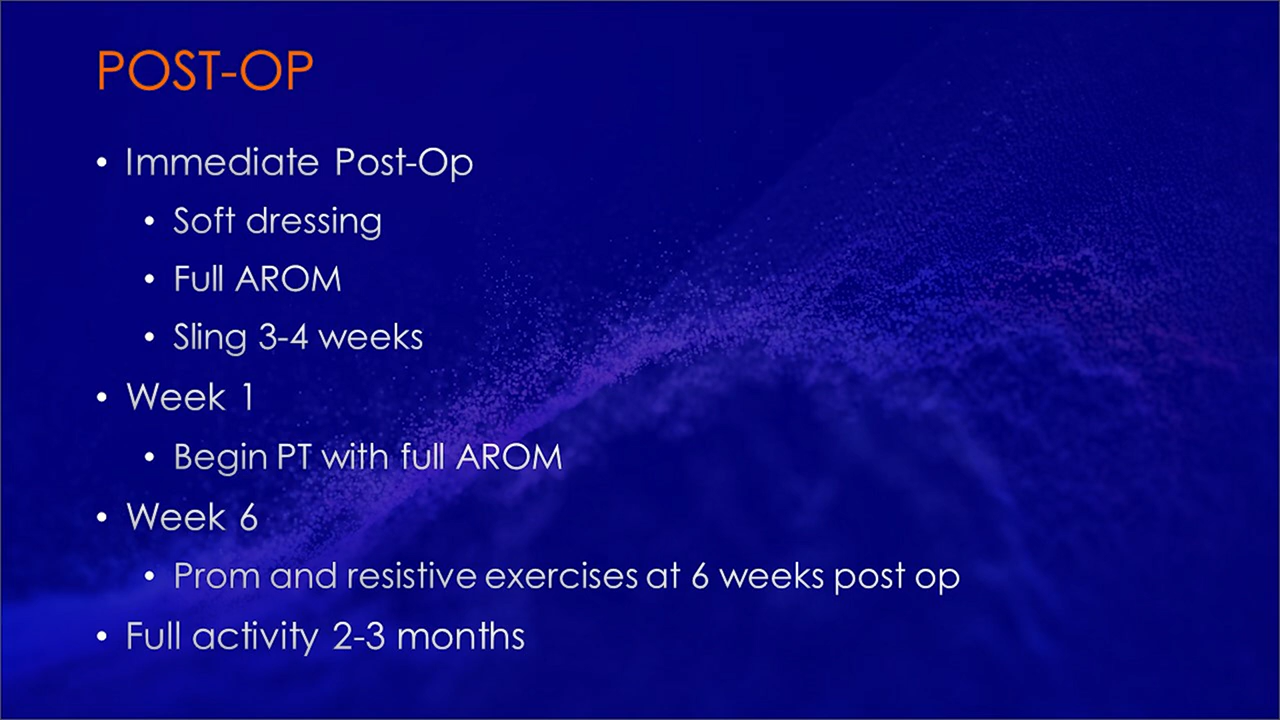 POST-OP
• Immediate Post-Op
• Soft dressing
• Full AROM
• Sling 3-4 weeks
• Week 1
• Begin PT with full AROM
• Week 6
• Prom and resistive exercises at 6 weeks post op
• Full activity 2-3 months